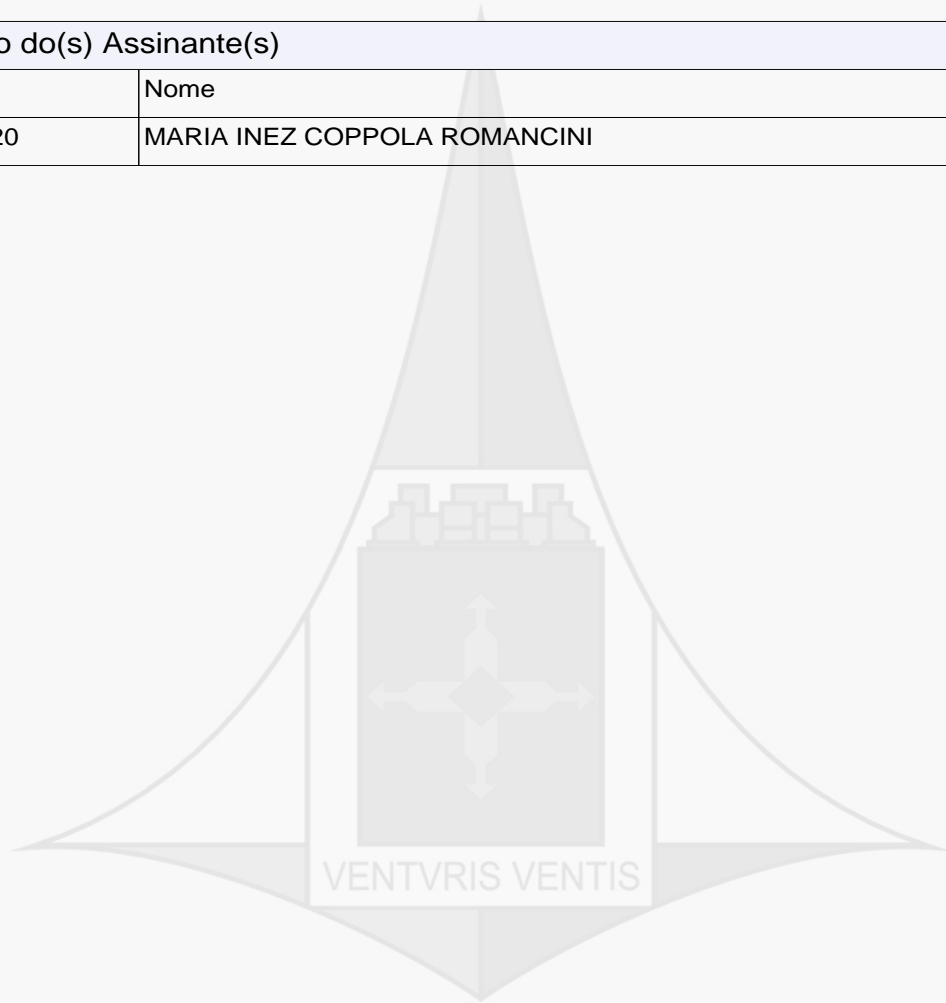 o do(s) Assinante(s)
Nome
20 MARIA INEZ COPPOLA ROMANCINI
VENTVRIS VENTIS